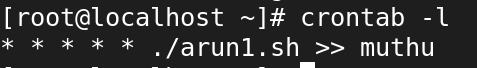 [root@localhost ~]# crontab -l
* * * * * ./arun1.sh >> muthu